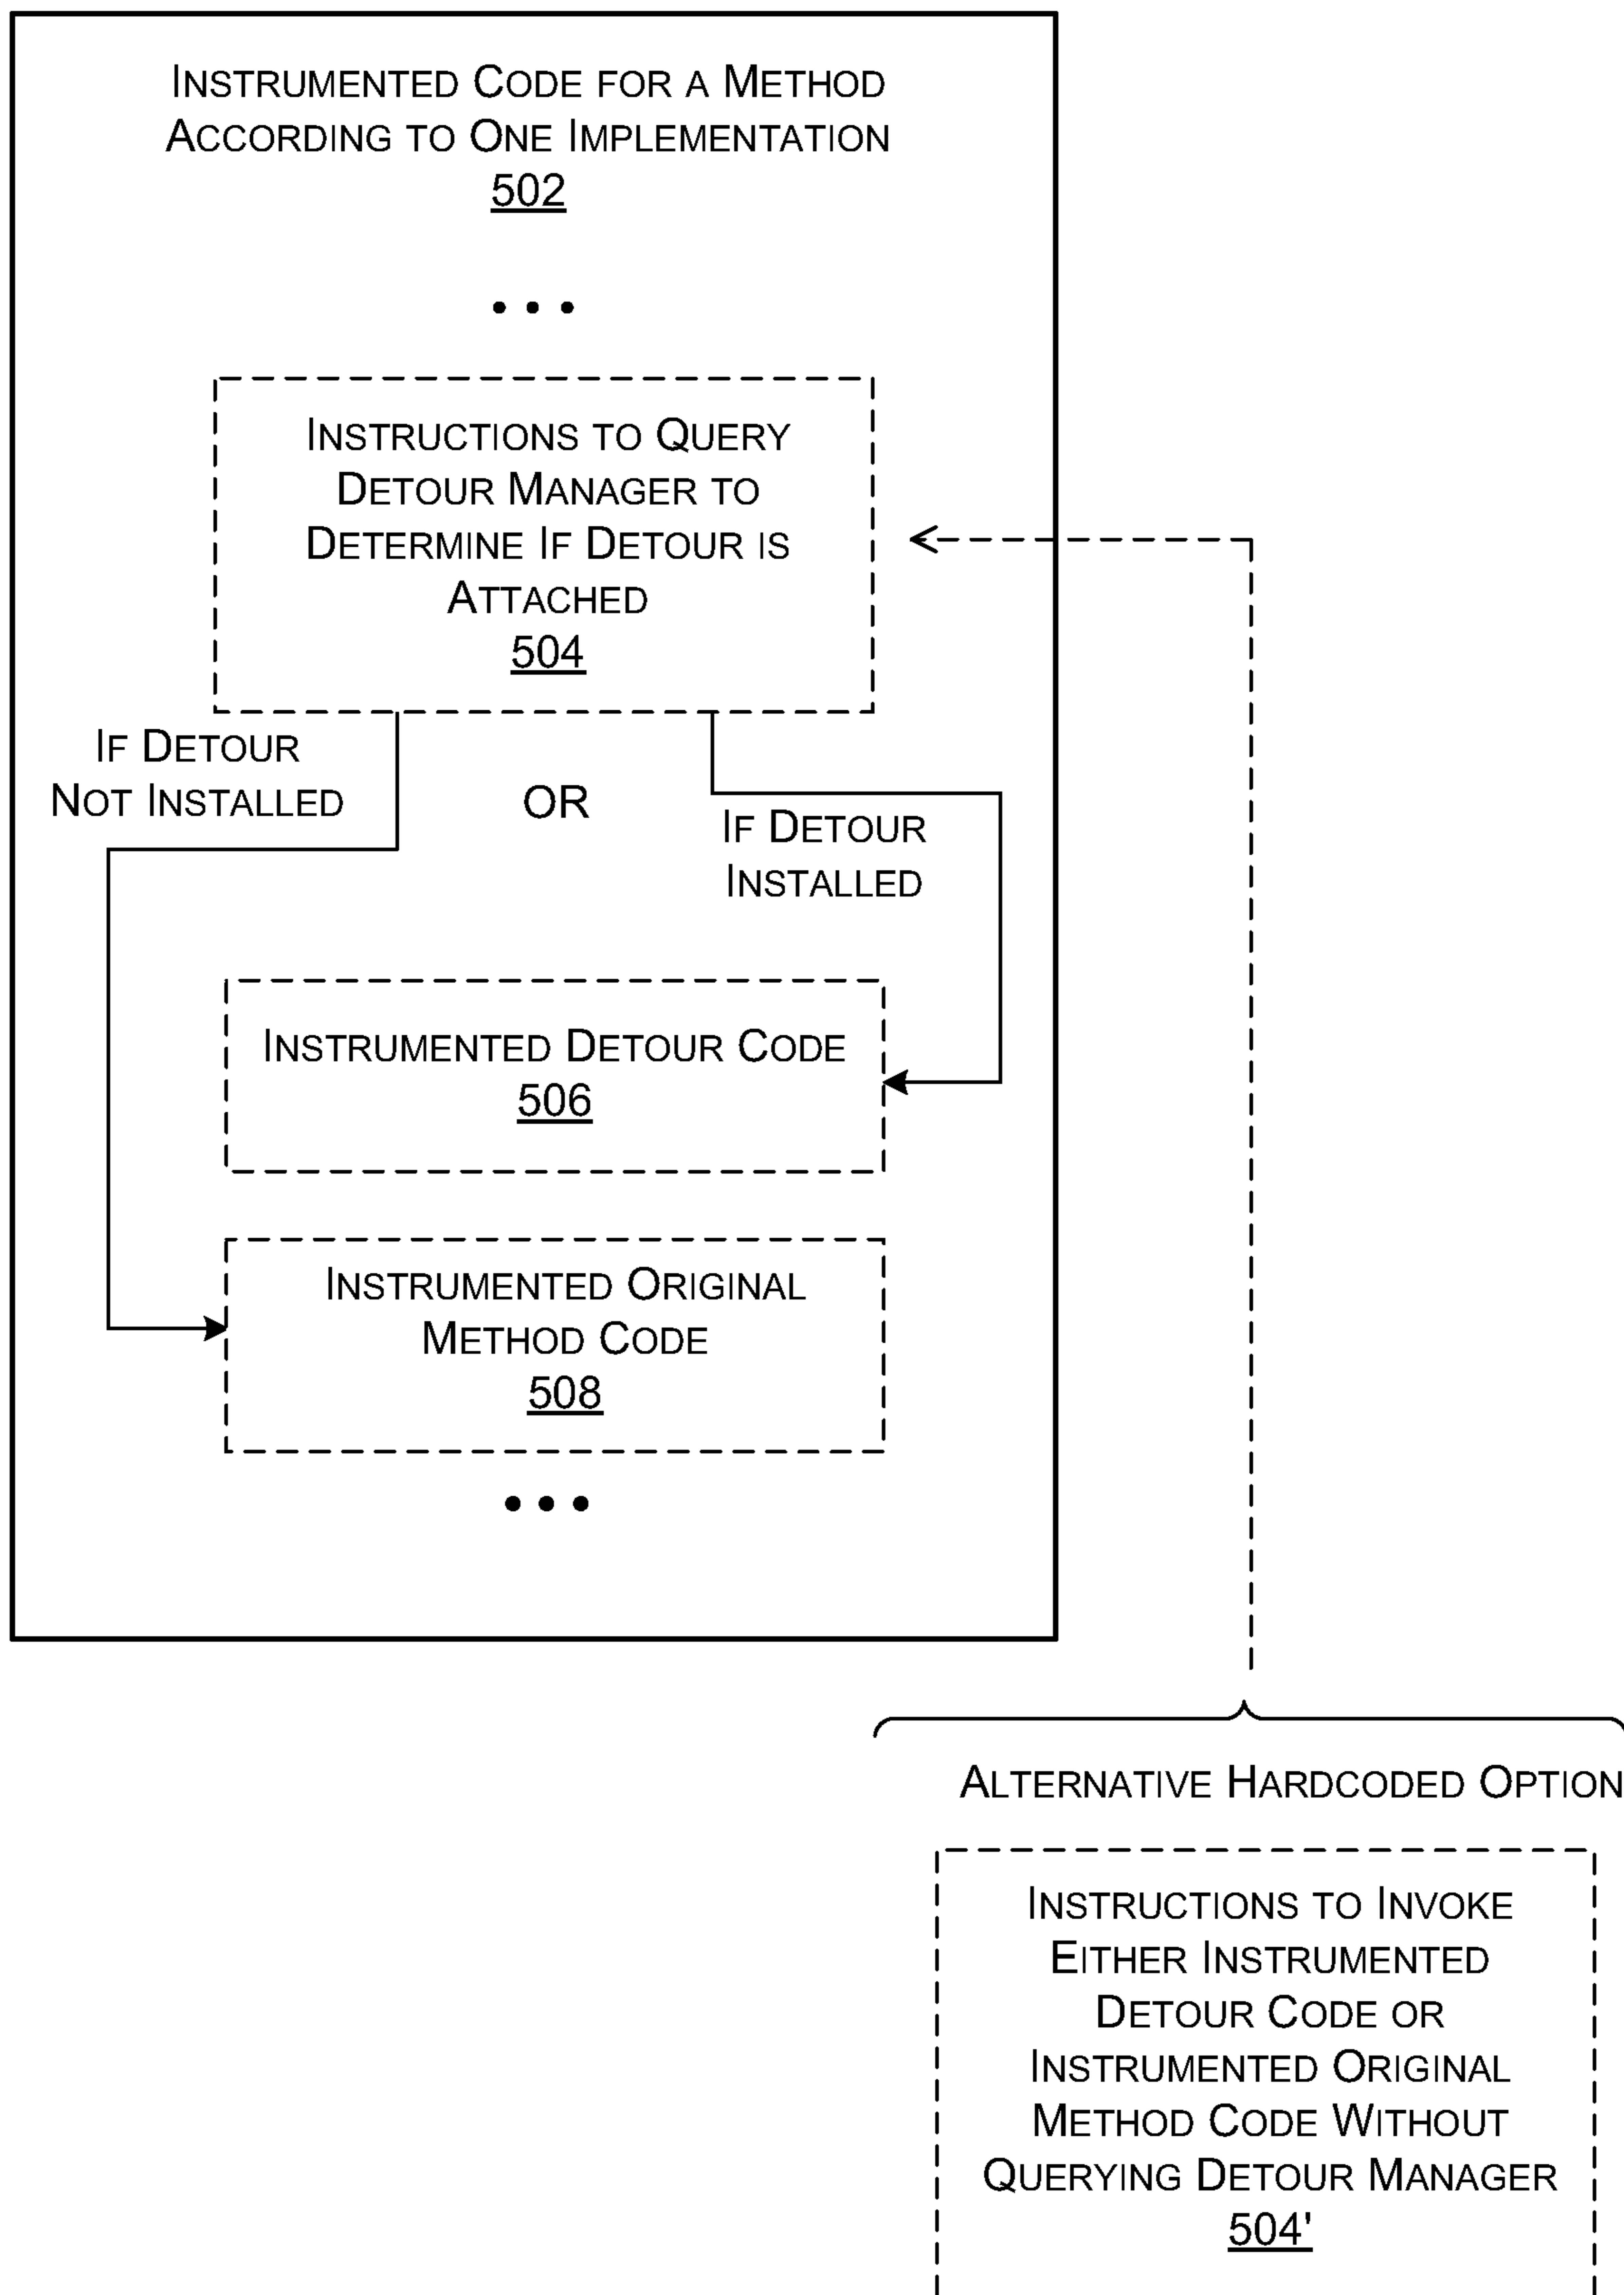 INSTRUMENTED CODE FOR A METHOD
ACCORDING TO ONE IMPLEMENTATION
502
...
INSTRUCTIONS TO QUERY
DETOUR MANAGER TO
DETERMINE IF DETOUR IS
ATTACHED
504
IF DETOUR
NOT INSTALLED
OR
IF DETOUR
INSTALLED
INSTRUMENTED DETOUR CODE
506
INSTRUMENTED ORIGINAL
METHOD CODE
508
...
ALTERNATIVE HARDCODED OPTION
INSTRUCTIONS TO INVOKE
EITHER INSTRUMENTED
DETOUR CODE OR
INSTRUMENTED ORIGINAL
METHOD CODE WITHOUT
QUERYING DETOUR MANAGER
504'